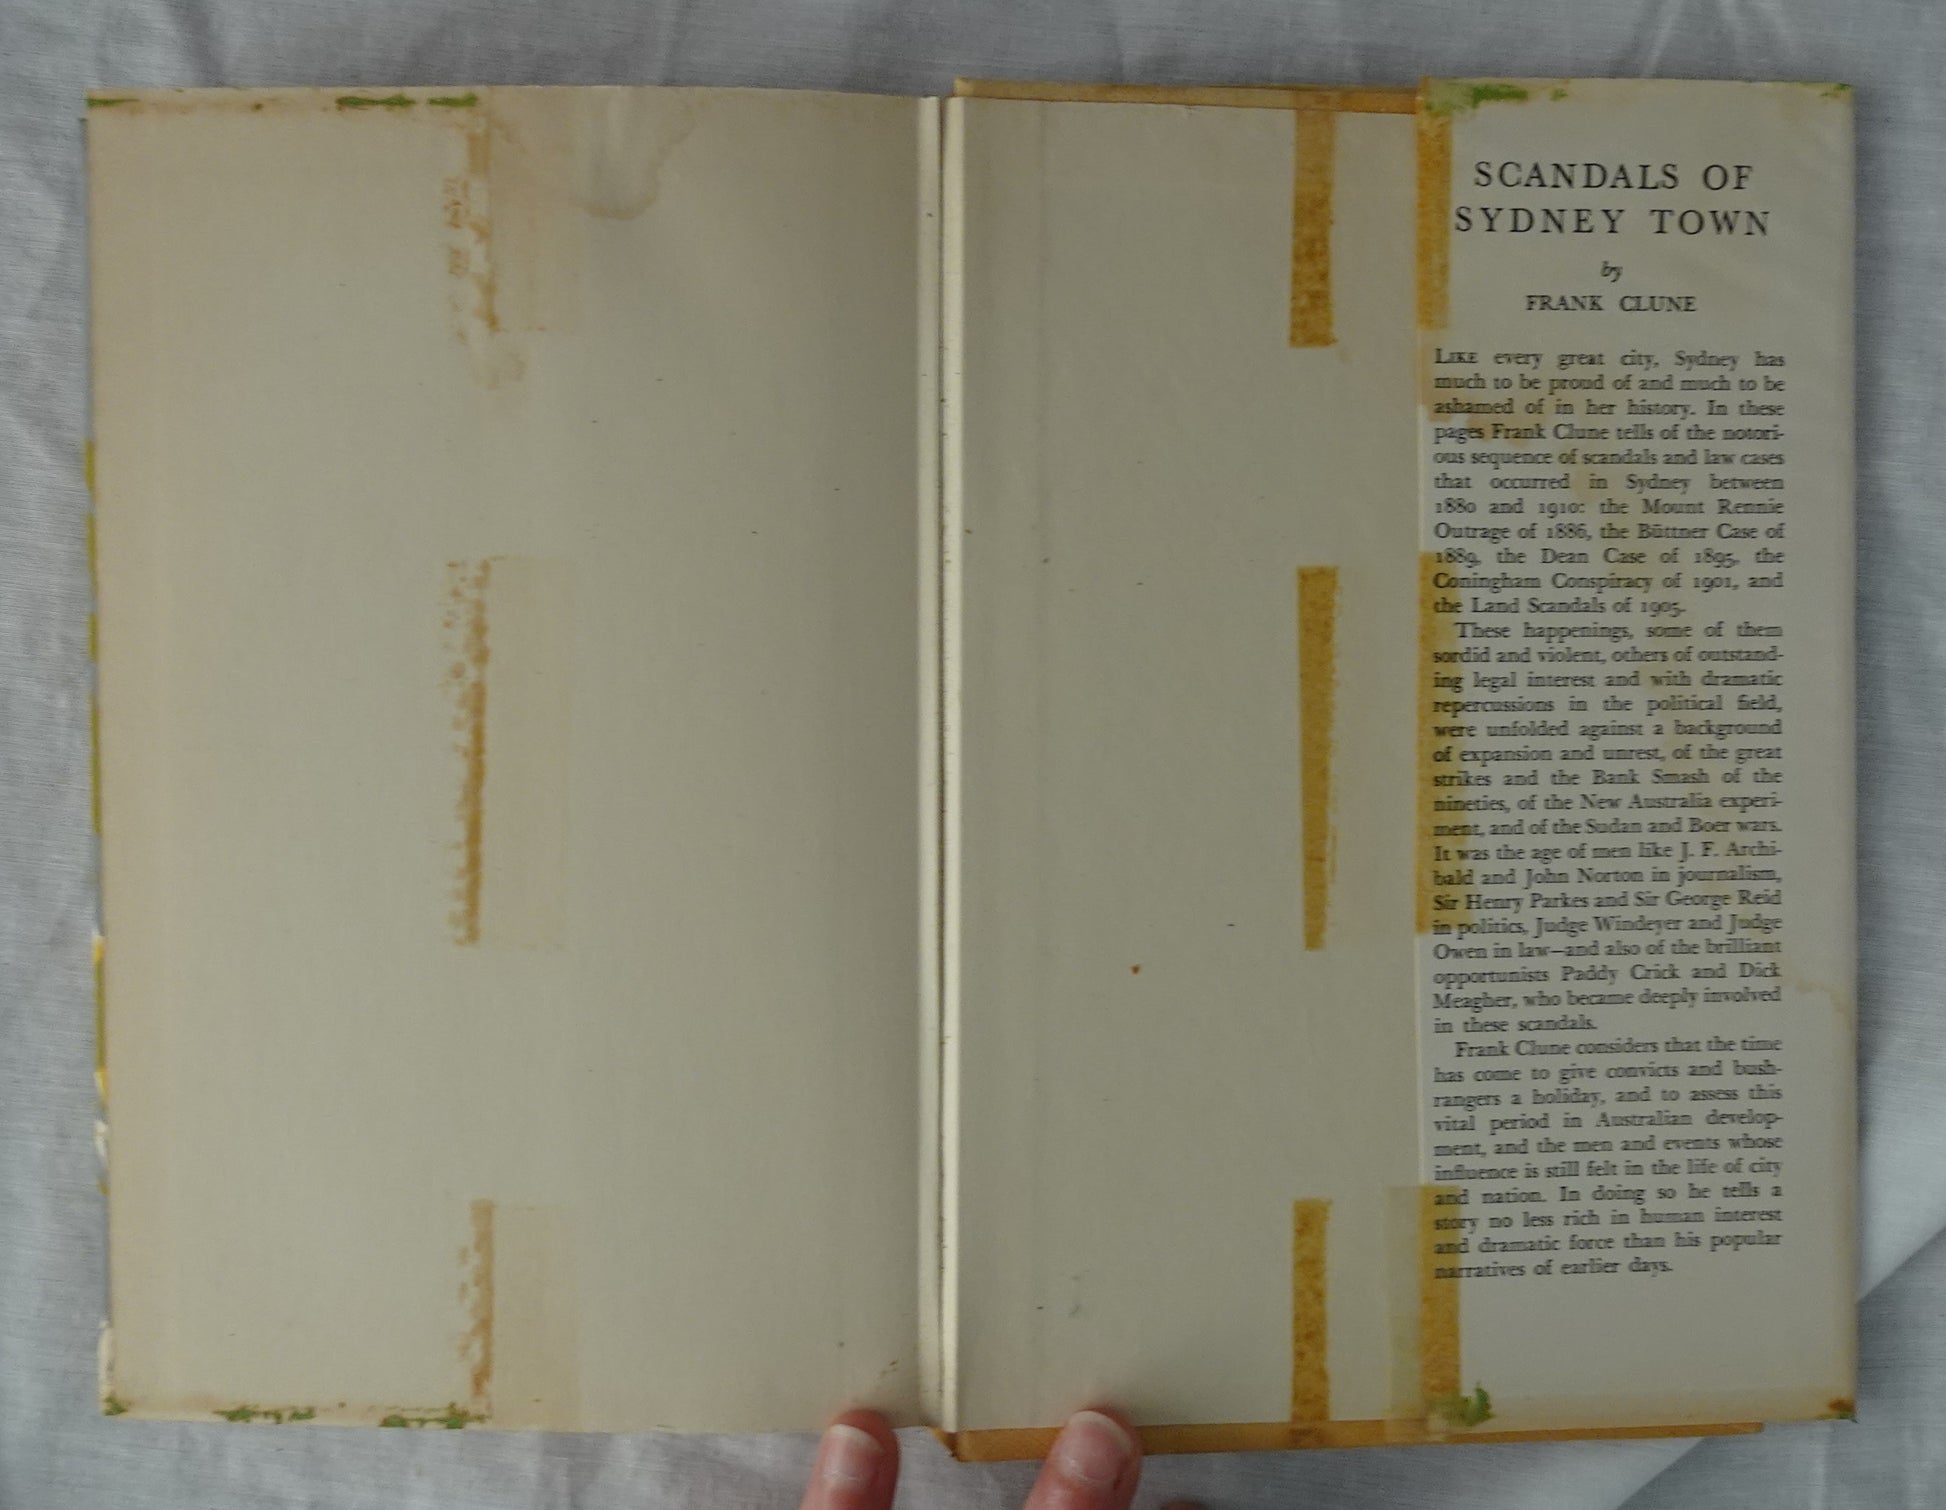 SCANDALS OF
SYDNEY TOWN
by
FRANK CLUNE
LIKE every great city, Sydney has
much to be proud of and much to be
ashamed of in her history. In these
pages Frank Clune tells of the notori-
ous sequence of scandals and law cases
that occurred in Sydney between
1880 and 1910: the Mount Rennie
Outrage of 1886, the Büttner Case of
1889, the Dean Case of 1895, the
Coningham Conspiracy of 1901, and
the Land Scandals of 1905.
These happenings, some of them
sordid and violent, others of outstand-
ing legal interest and with dramatic
repercussions in the political field,
were unfolded against a background
of expansion and unrest, of the great
strikes and the Bank Smash of the
nineties, of the New Australia experi-
ment, and of the Sudan and Boer wars.
It was the age of men like J. F. Archi-
bald and John Norton in journalism,
Sir Henry Parkes and Sir George Reid
in politics, Judge Windeyer and Judge
Owen in law—and also of the brilliant
opportunists Paddy Crick and Dick
Meagher, who became deeply involved
in these scandals.
Frank Clune considers that the time
has come to give convicts and bush-
rangers a holiday, and to assess this
vital period in Australian develop-
ment, and the men and events whose
influence is still felt in the life of city
and nation. In doing so he tells a
story no less rich in human interest
and dramatic force than his popular
narratives of earlier days.